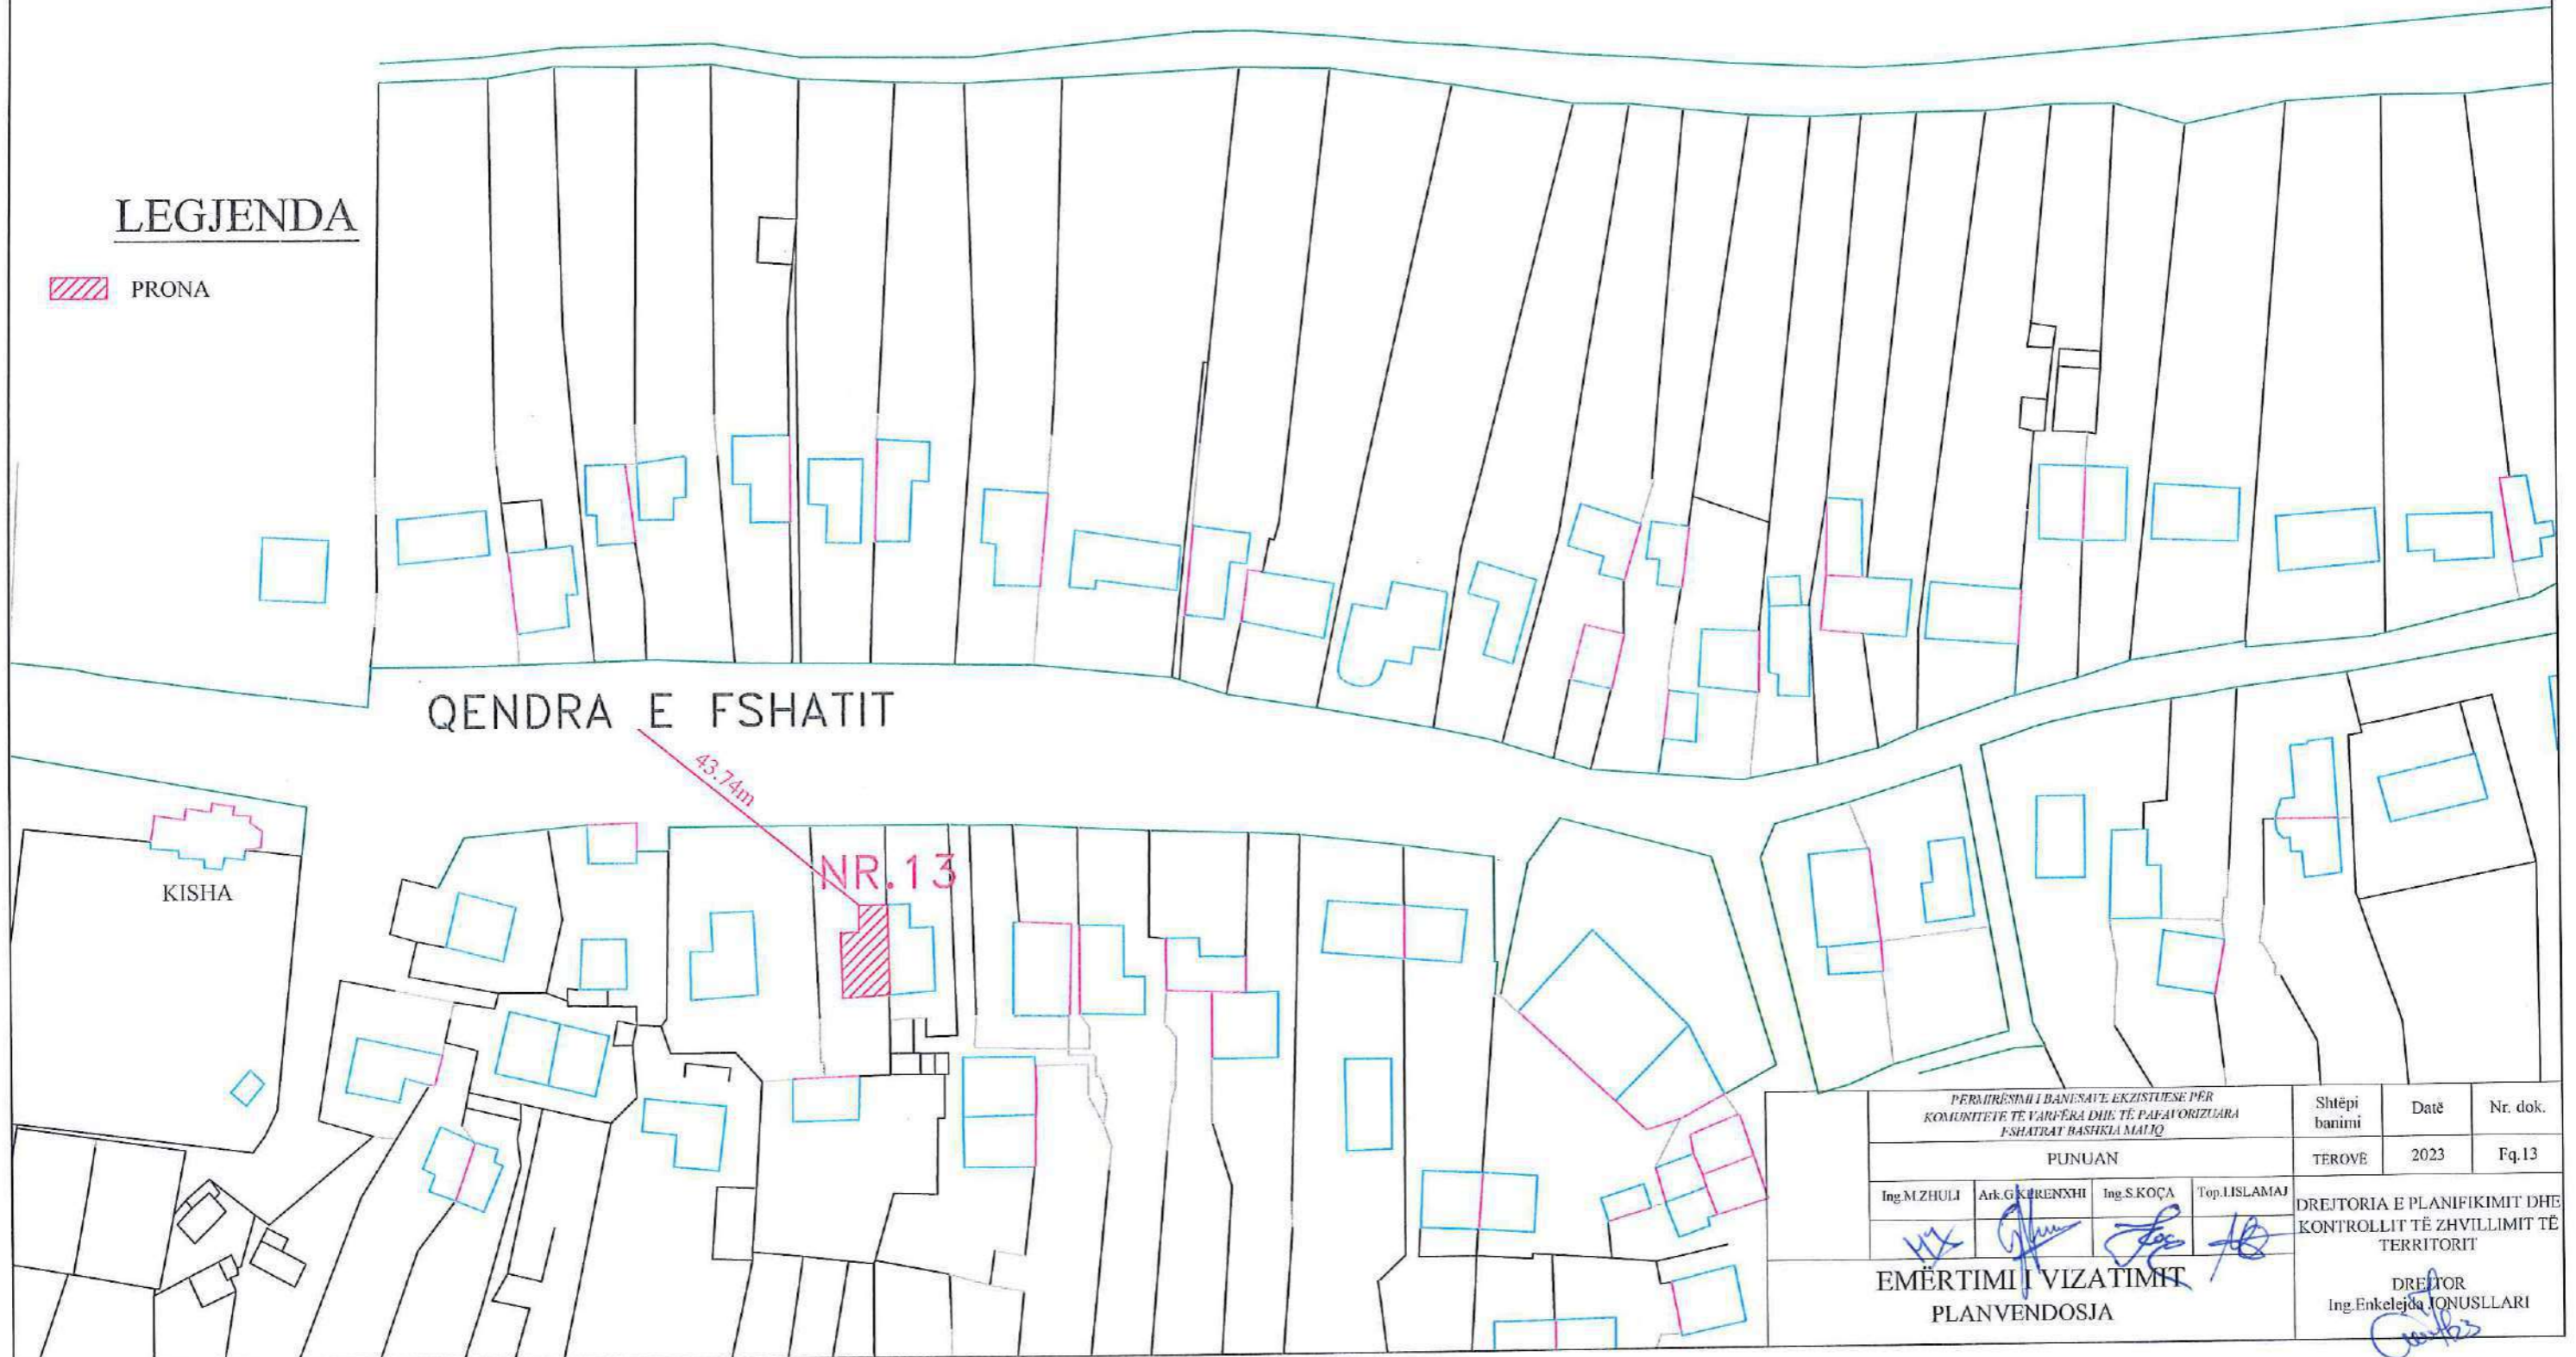 LEGJENDA
PRONA
QENDRA E FSHATIT
43.74m
NR.13
KISHA
PËRMIRËSIMI I BANESAVE EKZISTUESE PËR
KOMUNITETE TË VARFËRA DHE TË PAFAVORIZUARA
FSHATRAT BASHKIA MALIQ
Shtëpi
banimi
Datë
Nr. dok.
PUNUAN
TËROVË
2023
Fq.13
Ing.M.ZHULI
Ark.G.KËRENXHI
Ing.S.KOÇA
Top.I.ISLAMAJ
DREJTORIA E PLANIFIKIMIT DHE
KONTROLLIT TË ZHVILLIMIT TË
TERRITORIT
EMËRTIMI I VIZATIMIT
PLANVENDOSJA
DREJTOR
Ing.Enkelejda JONUSLLARI